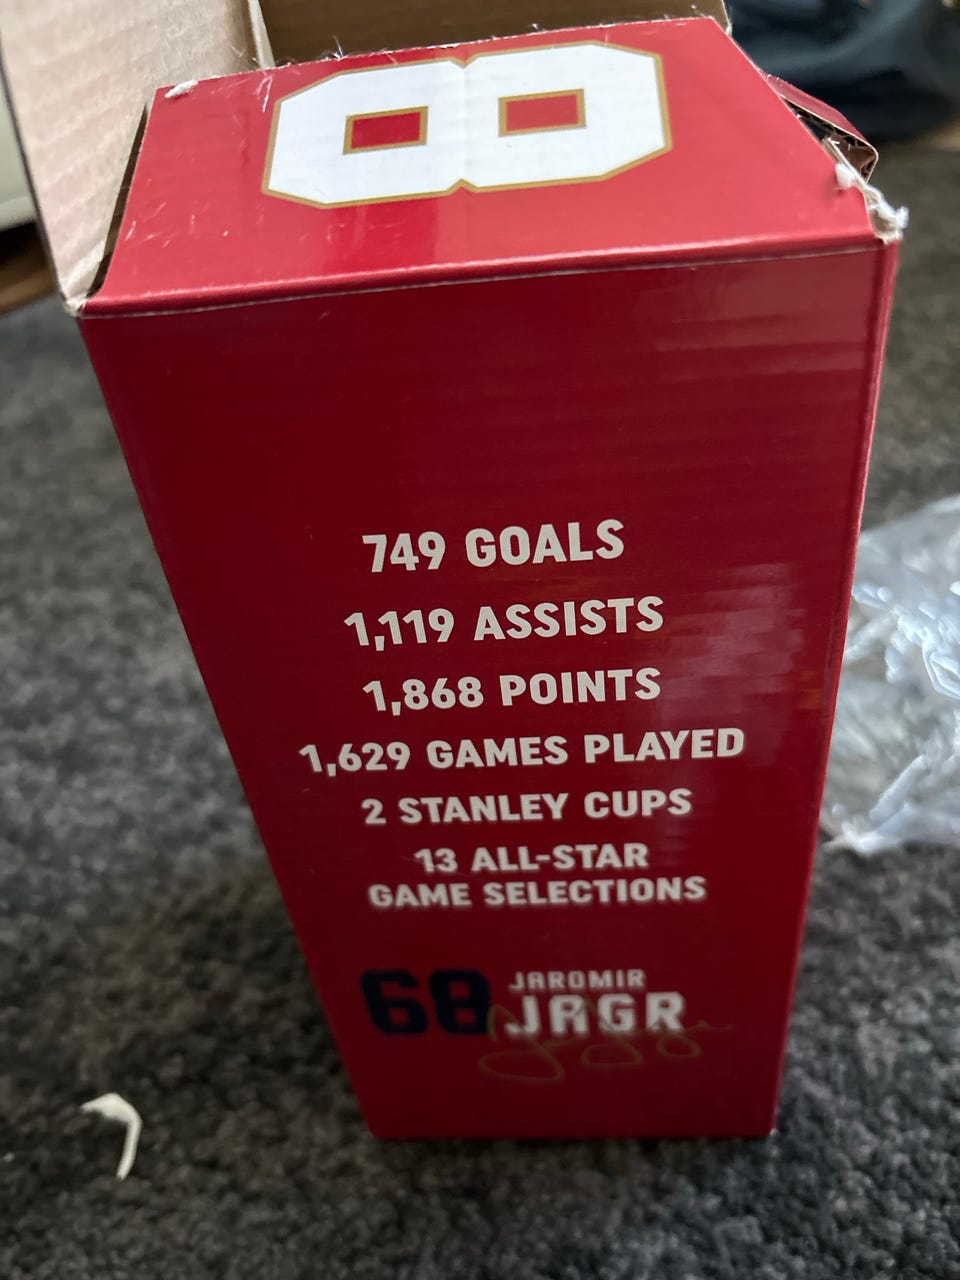 8
749 GOALS
1,119 ASSISTS
1,868 POINTS
1,629 GAMES PLAYED
2 STANLEY CUPS
13 ALL-STAR
GAME SELECTIONS
68 JAROMIR
JAGR